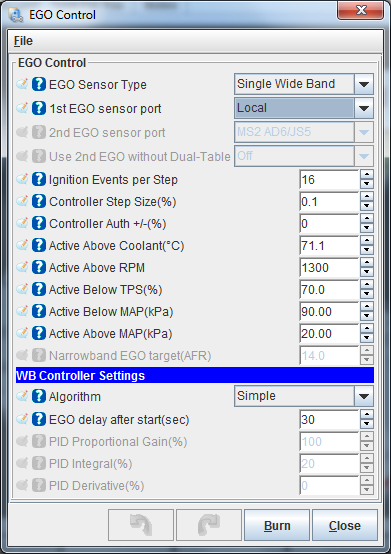 EGO Control
File
EGO Control
EGO Sensor Type Single Wide Band
1st EGO sensor port Local
2nd EGO sensor port MS2 AD6/JS5
Use 2nd EGO without Dual-Table Off
Ignition Events per Step 16
Controller Step Size(%) 0.1
Controller Auth +/-(%) 0
Active Above Coolant(°C) 71.1
Active Above RPM 1300
Active Below TPS(%) 70.0
Active Below MAP(kPa) 90.00
Active Above MAP(kPa) 20.00
Narrowband EGO target(AFR) 14.0
WB Controller Settings
Algorithm Simple
EGO delay after start(sec) 30
PID Proportional Gain(%) 100
PID Integral(%) 20
PID Derivative(%) 0
Burn Close